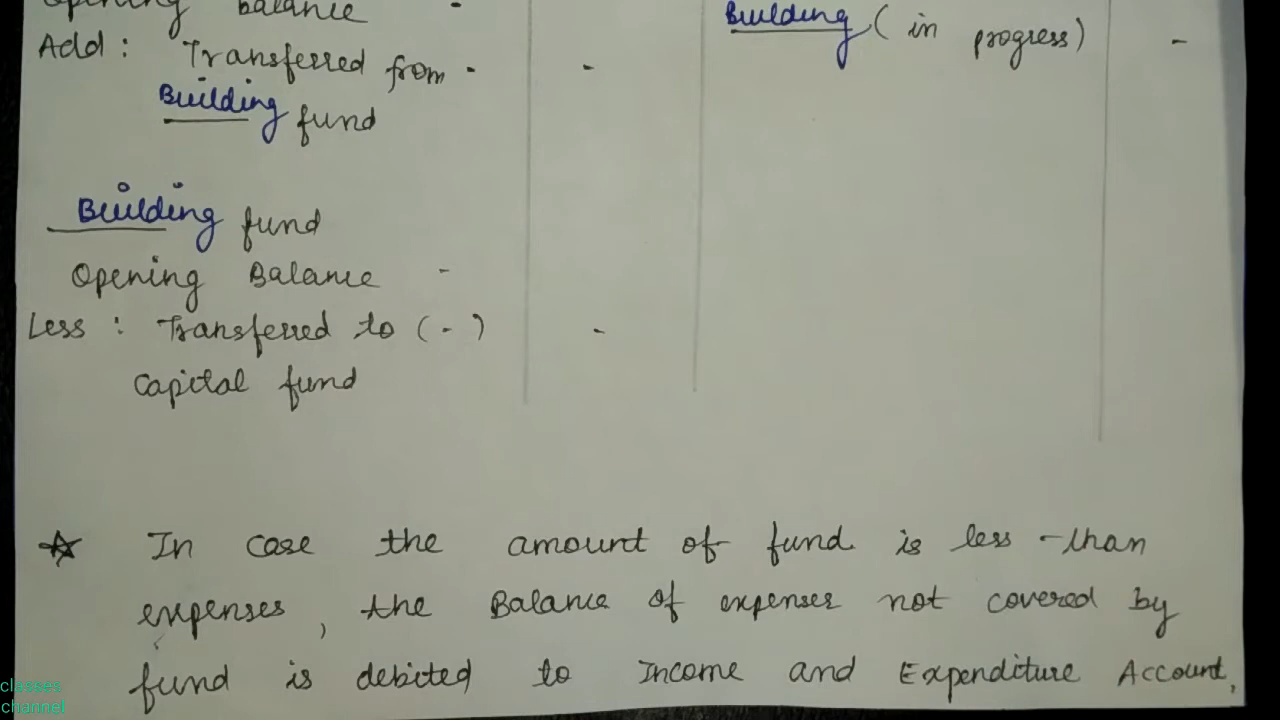 Opening Balance -
Add: Transferred from - -
Building fund
Building (in progress) -
Building fund
Opening Balance -
Less: Transferred to (-) -
Capital fund
☆ In case the amount of fund is less than
expenses, the Balance of expenses not covered by
fund is debited to Income and Expenditure Account,
classes
channel